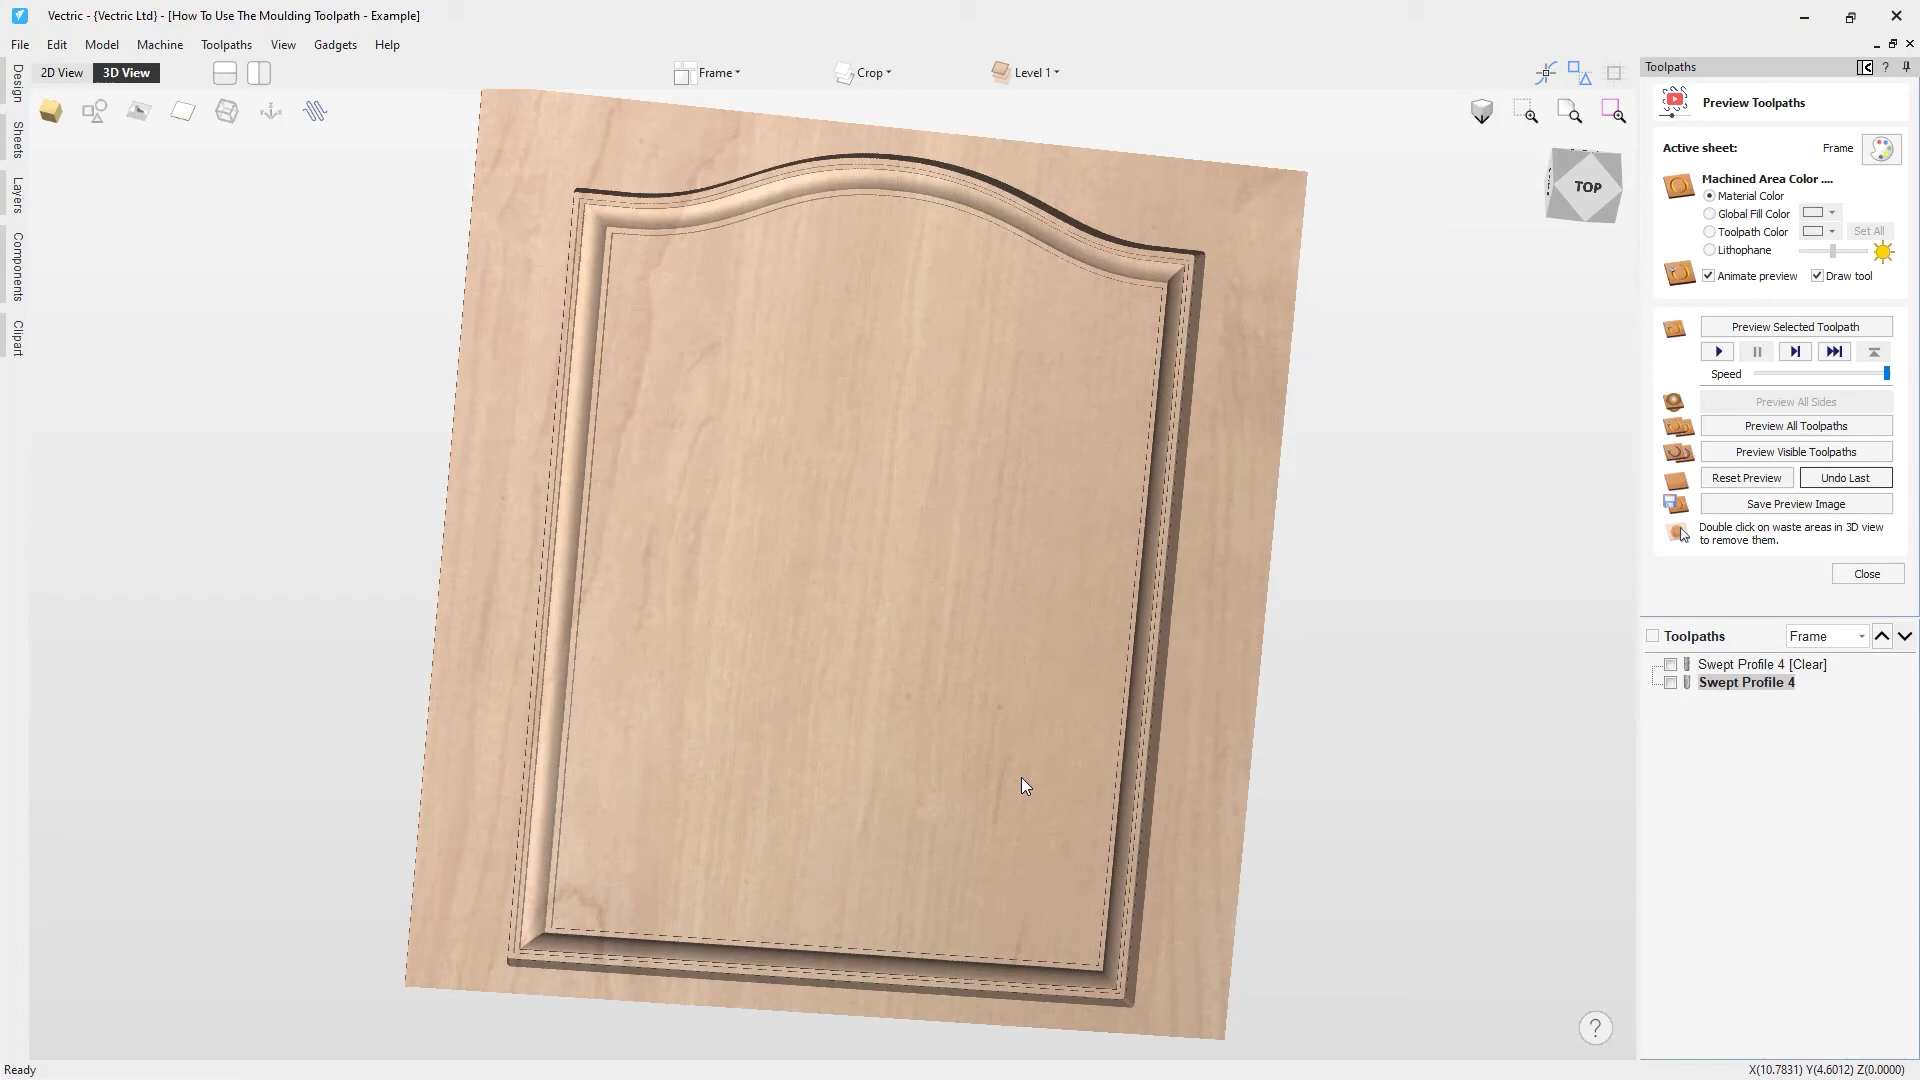 Vectric - {Vectric Ltd} - [How To Use The Moulding Toolpath - Example]
File Edit Model Machine Toolpaths View Gadgets Help
2D View 3D View Frame Crop Level 1
Design
Sheets
Layers
Components
Clipart
TOP
Toolpaths ?
Preview Toolpaths
Active sheet: Frame
Machined Area Color ....
Material Color
Global Fill Color
Toolpath Color Set All
Lithophane
Animate preview Draw tool
Preview Selected Toolpath
Speed
Preview All Sides
Preview All Toolpaths
Preview Visible Toolpaths
Reset Preview Undo Last
Save Preview Image
Double click on waste areas in 3D view
to remove them.
Close
Toolpaths Frame
Swept Profile 4 [Clear]
Swept Profile 4
?
Ready X(10.7831) Y(4.6012) Z(0.0000)